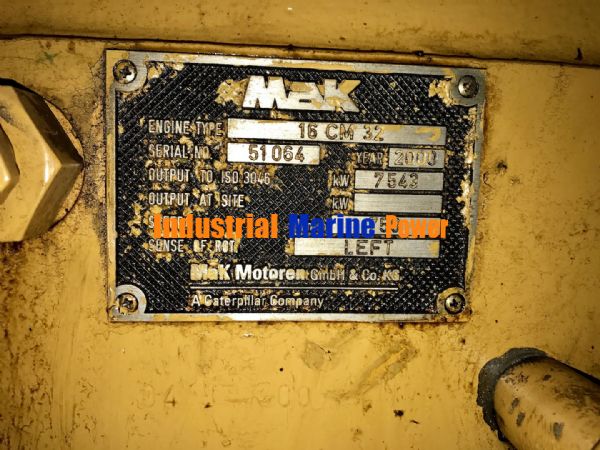 MaK
ENGINE TYPE 16 CM 32
SERIAL NO 51064 YEAR 2000
OUTPUT TO ISO 3046 kW 7543
OUTPUT AT SITE kW
Industrial Marine Power
SENSE OF ROT. LEFT
MaK Motoren GmbH & Co. KG
A Caterpillar Company